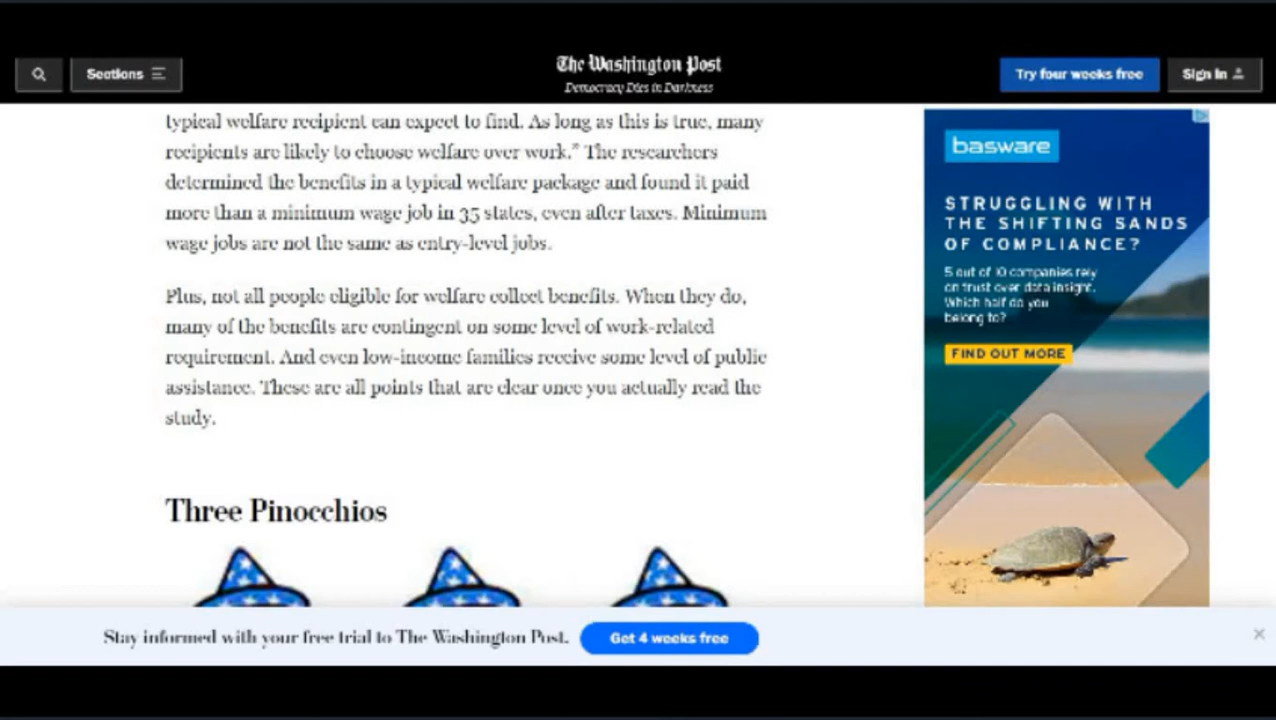 Sections
The Washington Post
Democracy Dies in Darkness
Try four weeks free
Sign in
typical welfare recipient can expect to find. As long as this is true, many
recipients are likely to choose welfare over work.” The researchers
determined the benefits in a typical welfare package and found it paid
more than a minimum wage job in 35 states, even after taxes. Minimum
wage jobs are not the same as entry-level jobs.
Plus, not all people eligible for welfare collect benefits. When they do,
many of the benefits are contingent on some level of work-related
requirement. And even low-income families receive some level of public
assistance. These are all points that are clear once you actually read the
study.
Three Pinocchios
basware
STRUGGLING WITH
THE SHIFTING SANDS
OF COMPLIANCE?
5 out of 10 companies rely
on trust over data insight.
Which half do you
belong to?
FIND OUT MORE
Stay informed with your free trial to The Washington Post.
Get 4 weeks free